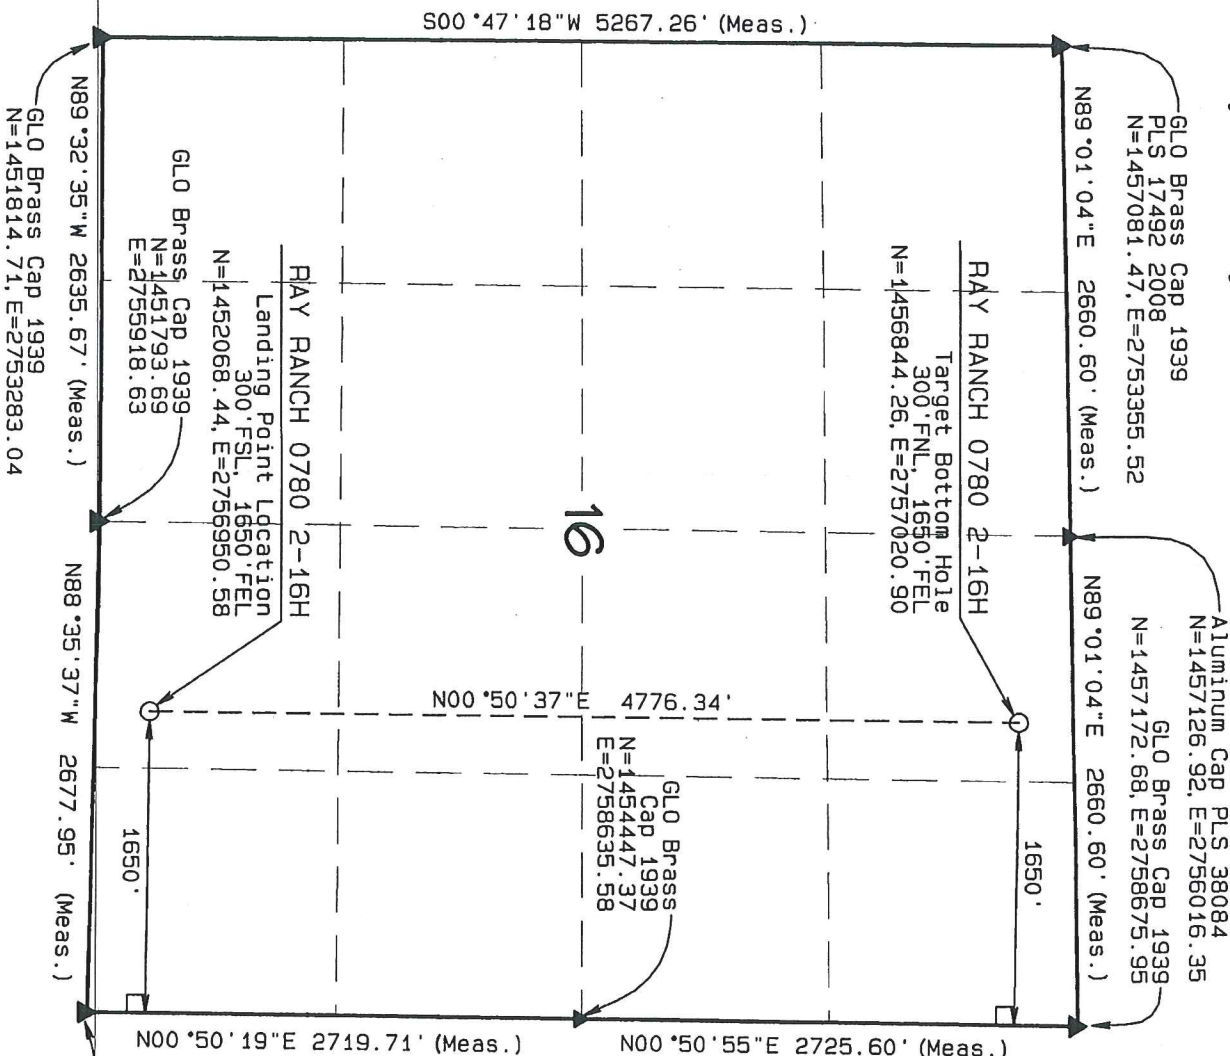 S00°47'18"W 5267.26' (Meas.)
GLO Brass Cap 1939
PLS 17492 2008
N=1457081.47, E=2753355.52
N89°01'04"E 2660.60' (Meas.)
Aluminum Cap PLS 38084
N=1457126.92, E=2756016.35
GLO Brass Cap 1939
N=1457172.68, E=2758675.95
N89°01'04"E 2660.60' (Meas.)
RAY RANCH 0780 2-16H
Target Bottom Hole
300'FNL, 1650'FEL
N=1456844.26, E=2757020.90
1650'
16
N00°50'37"E 4776.34'
GLO Brass
Cap 1939
N=1454447.37
E=2758635.58
RAY RANCH 0780 2-16H
Landing Point Location
300'FSL, 1650'FEL
N=1452068.44, E=2756950.58
1650'
GLO Brass Cap 1939
N=1451793.69
E=2755918.63
N89°32'35"W 2635.67' (Meas.)
GLO Brass Cap 1939
N=1451814.71, E=2753283.04
N88°35'37"W 2677.95' (Meas.)
N00°50'19"E 2719.71' (Meas.)
N00°50'55"E 2725.60' (Meas.)